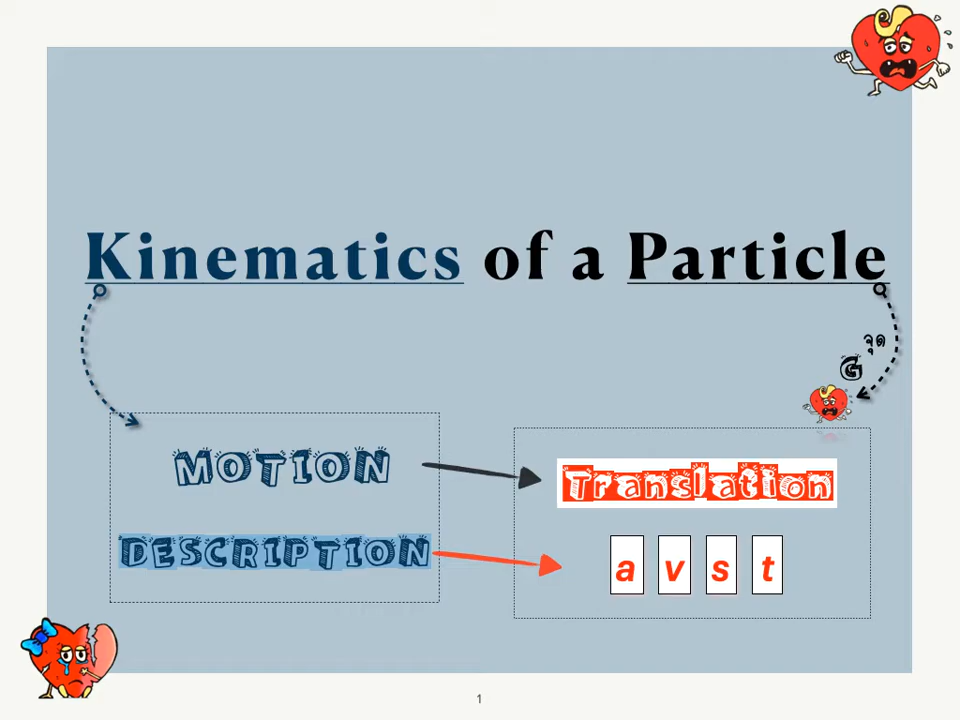 Kinematics of a Particle
จุด
G
MOTION
Translation
DESCRIPTION
a v s t
1